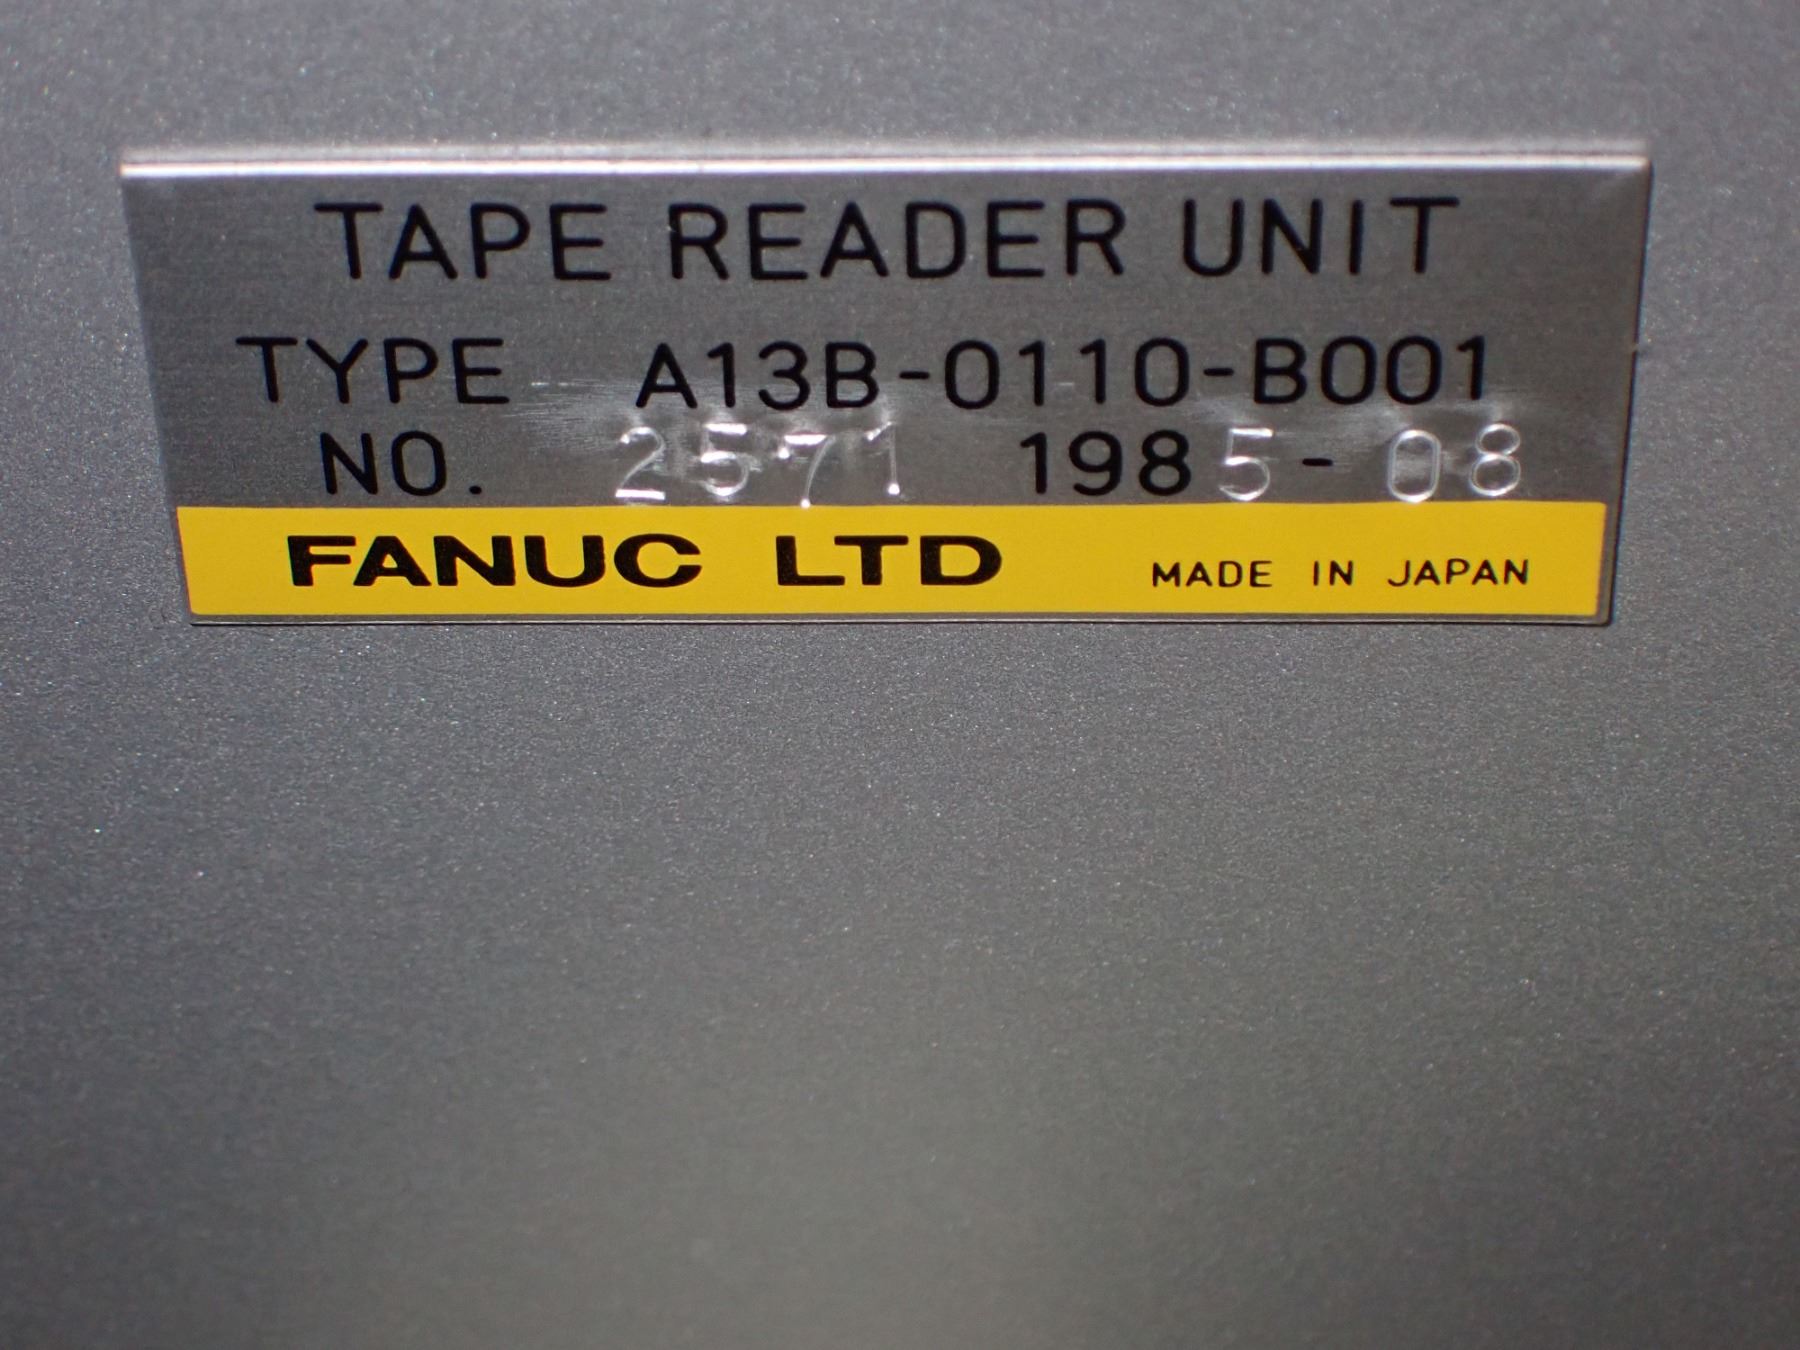 TAPE READER UNIT
TYPE A13B-0110-B001
NO. 2571 1985-08
FANUC LTD MADE IN JAPAN